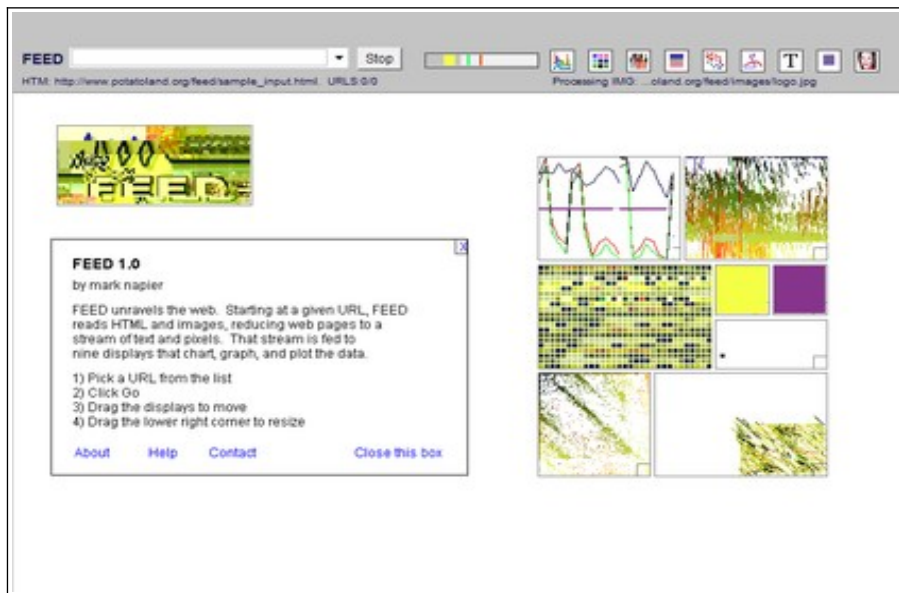 FEED
Stop
HTM: http://www.potatoland.org/feed/sample_input.html. URLS:0/0
Processing IMG: ...oland.org/feed/images/logo.jpg
T
FEED
X
FEED 1.0
by mark napier
FEED unravels the web. Starting at a given URL, FEED
reads HTML and images, reducing web pages to a
stream of text and pixels. That stream is fed to
nine displays that chart, graph, and plot the data.
1) Pick a URL from the list
2) Click Go
3) Drag the displays to move
4) Drag the lower right corner to resize
About Help Contact Close this box